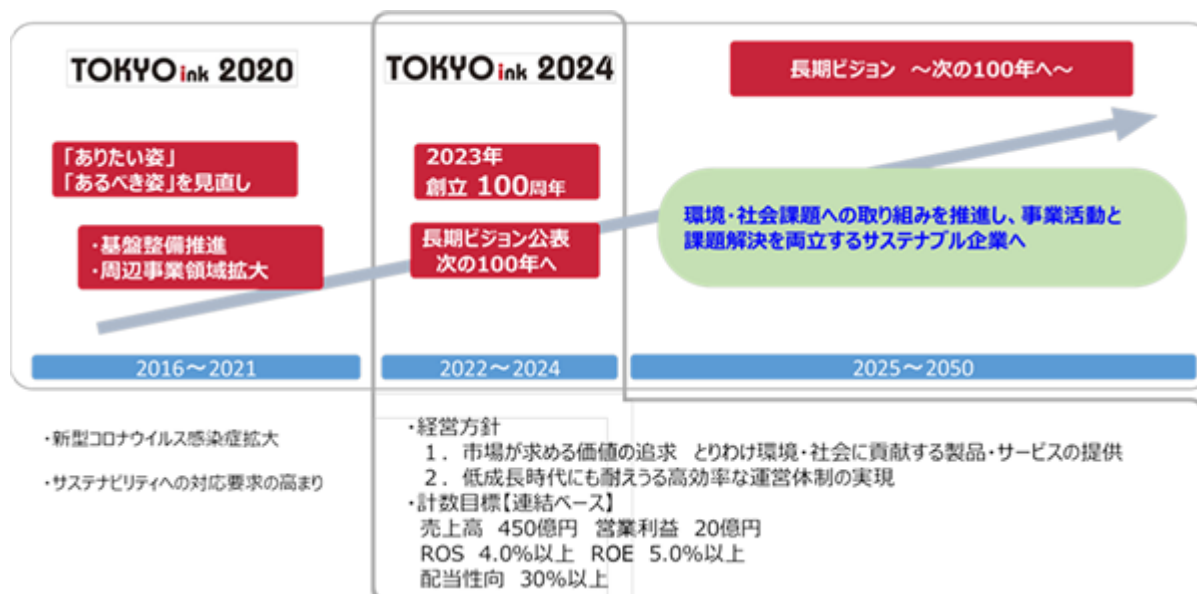 TOKYO ink 2020
「ありたい姿」
「あるべき姿」を見直し
・基盤整備推進
・周辺事業領域拡大
2016～2021
・新型コロナウイルス感染症拡大
・サステナビリティへの対応要求の高まり
TOKYO ink 2024
2023年
創立 100周年
長期ビジョン公表
次の100年へ
2022～2024
長期ビジョン ～次の100年へ～
環境・社会課題への取り組みを推進し、事業活動と
課題解決を両立するサステナブル企業へ
2025～2050
・経営方針
1．市場が求める価値の追求 とりわけ環境・社会に貢献する製品・サービスの提供
2．低成長時代にも耐えうる高効率な運営体制の実現
・計数目標【連結ベース】
売上高 450億円 営業利益 20億円
ROS 4.0%以上 ROE 5.0%以上
配当性向 30%以上